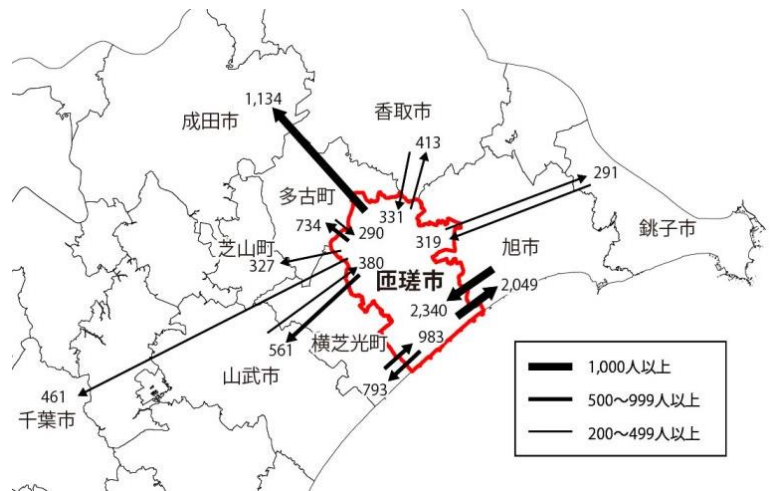 1,134
成田市
香取市
413
291
多古町
331
銚子市
734
290
319
旭市
芝山町
327
380
匝瑳市
2,049
2,340
横芝光町
983
561
山武市
793
461
千葉市
1,000人以上
500～999人以上
200～499人以上